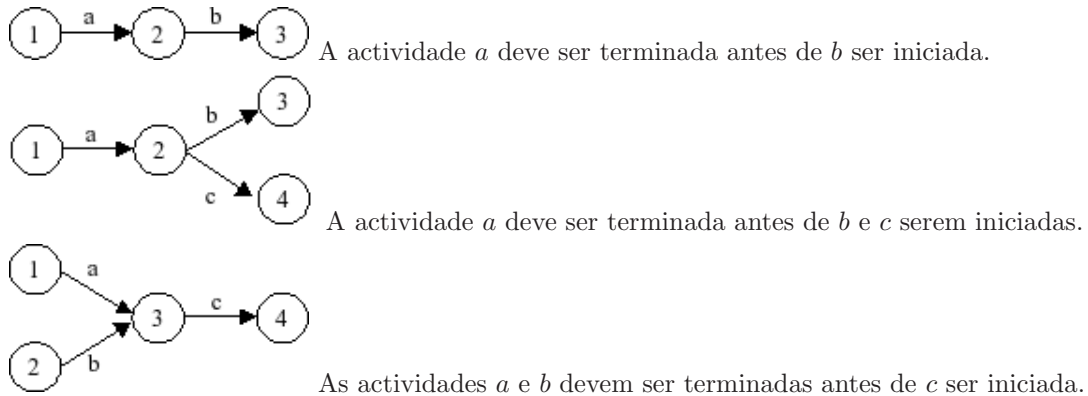 a b
1 2 3 A actividade a deve ser terminada antes de b ser iniciada.
3
b
a
1 2
c
4
A actividade a deve ser terminada antes de b e c serem iniciadas.
1 a
c
3 4
2 b
As actividades a e b devem ser terminadas antes de c ser iniciada.